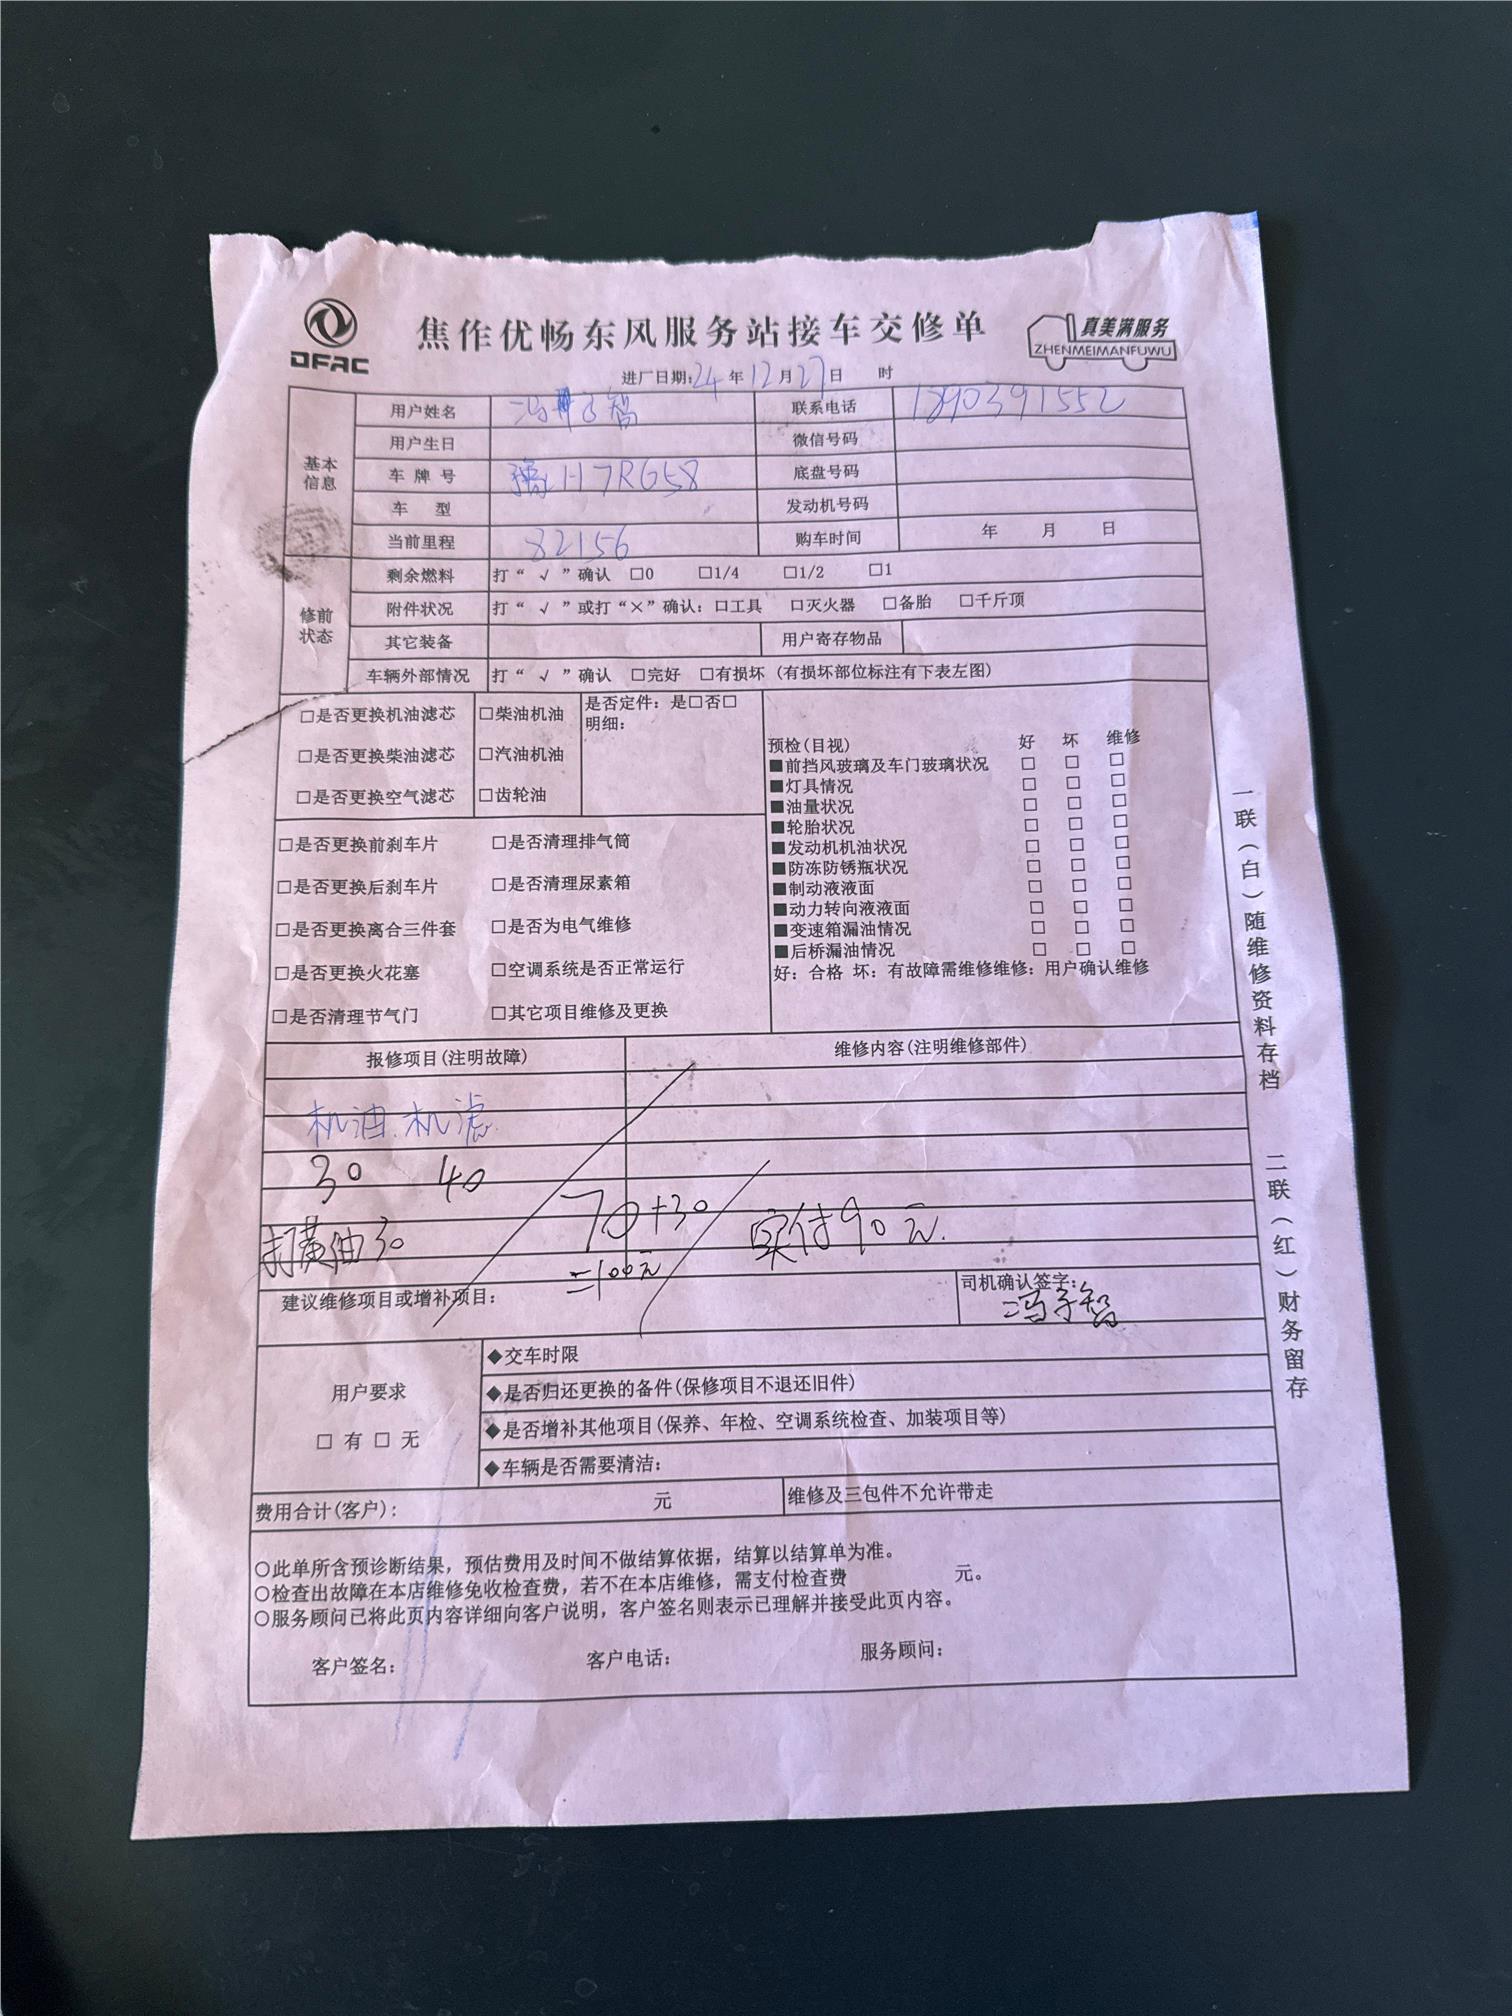 DFAC
焦作优畅东风服务站接车交修单
真美满服务
ZHENMEIMANFUWU
进厂日期:24年12月27日 时
基本信息
用户姓名 冯子智 联系电话 1890391552
用户生日 微信号码
车牌号 豫H7RG58 底盘号码
车 型 发动机号码
当前里程 82156 购车时间 年 月 日
修前状态
剩余燃料 打“√”确认 □0 □1/4 □1/2 □1
附件状况 打“√”或打“×”确认: □工具 □灭火器 □备胎 □千斤顶
其它装备 用户寄存物品
车辆外部情况 打“√”确认 □完好 □有损坏 (有损坏部位标注有下表左图)
□是否更换机油滤芯 □柴油机油 是否定件: 是□否□
明细:
□是否更换柴油滤芯 □汽油机油
□是否更换空气滤芯 □齿轮油
□是否更换前刹车片 □是否清理排气筒
□是否更换后刹车片 □是否清理尿素箱
□是否更换离合三件套 □是否为电气维修
□是否更换火花塞 □空调系统是否正常运行
□是否清理节气门 □其它项目维修及更换
预检(目视) 好 坏 维修
■前挡风玻璃及车门玻璃状况 □ □ □
■灯具情况 □ □ □
■油量状况 □ □ □
■轮胎状况 □ □ □
■发动机机油状况 □ □ □
■防冻防锈瓶状况 □ □ □
■制动液液面 □ □ □
■动力转向液液面 □ □ □
■变速箱漏油情况 □ □ □
■后桥漏油情况 □ □ □
好: 合格 坏: 有故障需维修维修: 用户确认维修
报修项目(注明故障) 维修内容(注明维修部件)
机油、机滤
30 40
70+30
打黄油30
=100元
实付90元.
建议维修项目或增补项目:
司机确认签字:
冯子智
用户要求
□ 有 □ 无
◆交车时限
◆是否归还更换的备件(保修项目不退还旧件)
◆是否增补其他项目(保养、年检、空调系统检查、加装项目等)
◆车辆是否需要清洁:
费用合计(客户): 元 维修及三包件不允许带走
○此单所含预诊断结果, 预估费用及时间不做结算依据, 结算以结算单为准。
○检查出故障在本店维修免收检查费, 若不在本店维修, 需支付检查费 元。
○服务顾问已将此页内容详细向客户说明, 客户签名则表示已理解并接受此页内容。
客户签名: 客户电话: 服务顾问:
一联(白)随维修资料存档
二联(红)财务留存